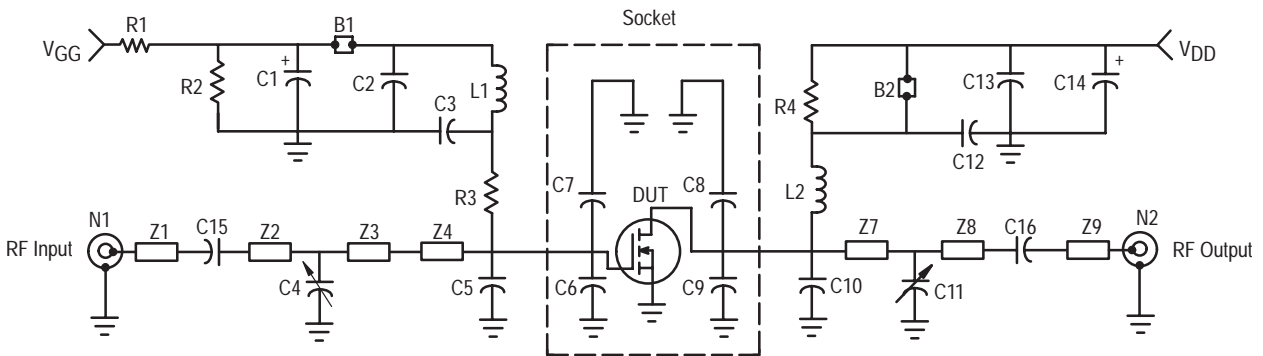 Socket
R1
B1
V_GG
+
R2
C1
C2
L1
C3
R4
B2
C13
C14
+
V_DD
C12
R3
C7
C8
DUT
L2
N1
RF Input
Z1
C15
Z2
Z3
Z4
C4
C5
C6
C9
C10
Z7
C11
Z8
C16
Z9
N2
RF Output